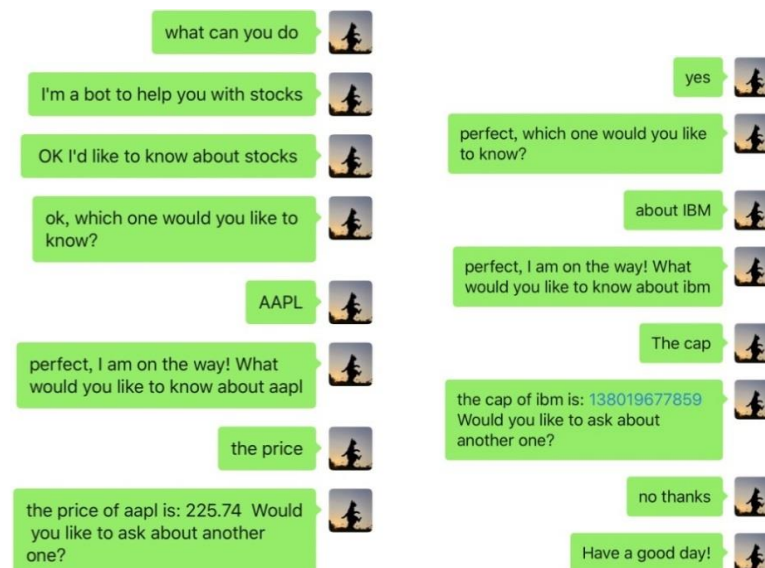 what can you do
I'm a bot to help you with stocks
OK I'd like to know about stocks
ok, which one would you like to
know?
AAPL
perfect, I am on the way! What
would you like to know about aapl
the price
the price of aapl is: 225.74 Would
you like to ask about another
one?
yes
perfect, which one would you like
to know?
about IBM
perfect, I am on the way! What
would you like to know about ibm
The cap
the cap of ibm is: 138019677859
Would you like to ask about
another one?
no thanks
Have a good day!